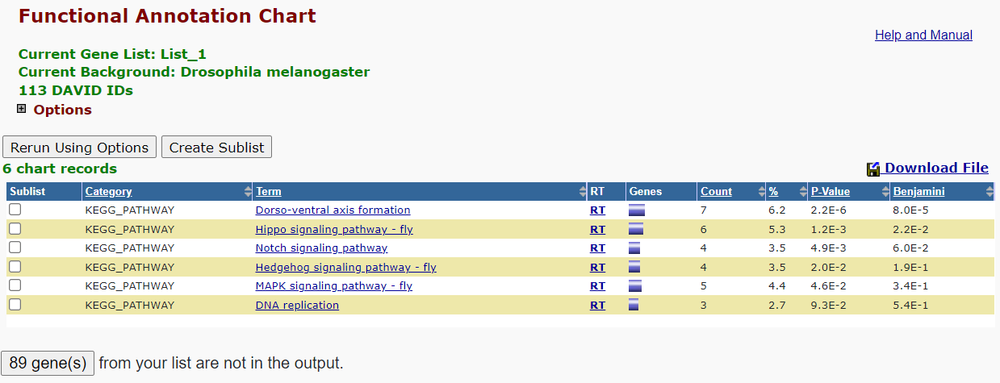 Functional Annotation Chart
Help and Manual
Current Gene List: List_1
Current Background: Drosophila melanogaster
113 DAVID IDs
Options
Rerun Using Options Create Sublist
6 chart records Download File
Sublist Category Term RT Genes Count % P-Value Benjamini
KEGG_PATHWAY Dorso-ventral axis formation RT 7 6.2 2.2E-6 8.0E-5
KEGG_PATHWAY Hippo signaling pathway - fly RT 6 5.3 1.2E-3 2.2E-2
KEGG_PATHWAY Notch signaling pathway RT 4 3.5 4.9E-3 6.0E-2
KEGG_PATHWAY Hedgehog signaling pathway - fly RT 4 3.5 2.0E-2 1.9E-1
KEGG_PATHWAY MAPK signaling pathway - fly RT 5 4.4 4.6E-2 3.4E-1
KEGG_PATHWAY DNA replication RT 3 2.7 9.3E-2 5.4E-1
89 gene(s) from your list are not in the output.